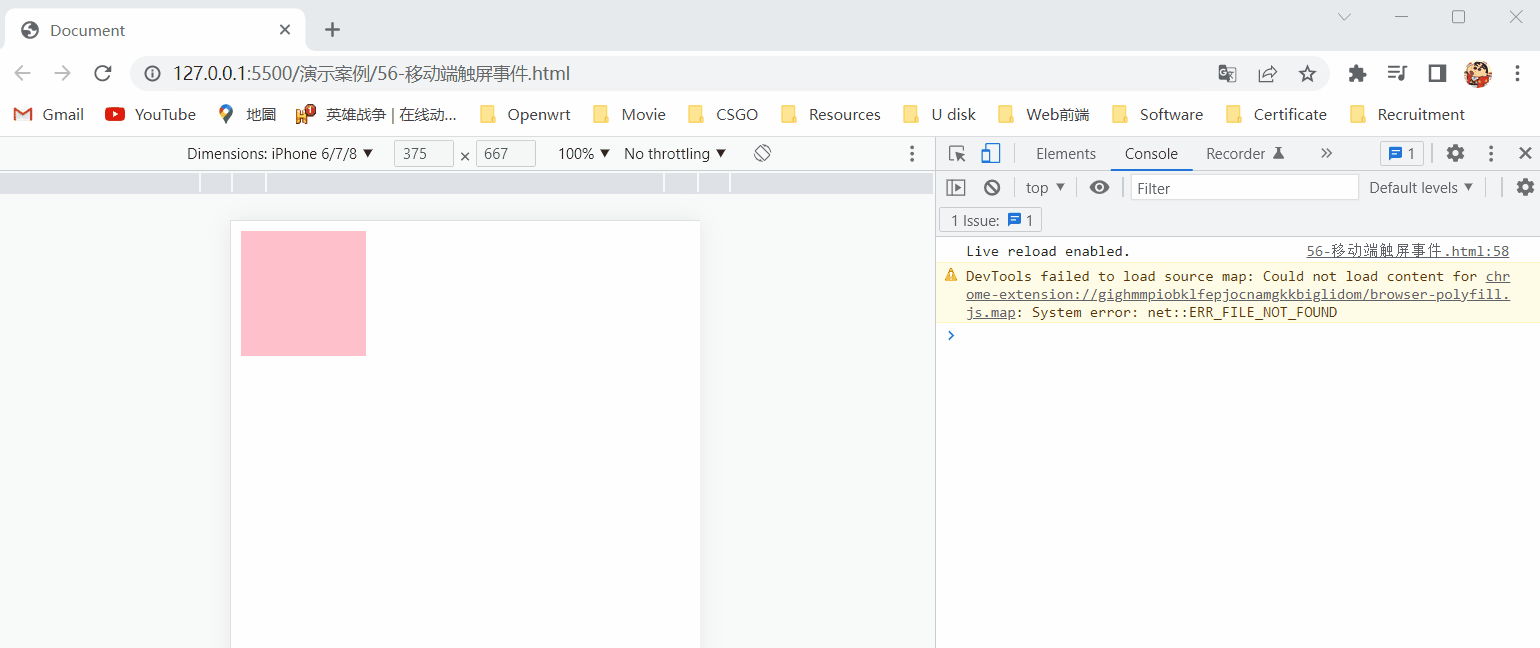 Document
127.0.0.1:5500/演示案例/56-移动端触屏事件.html
Gmail YouTube 地圖 1 英雄战争 | 在线动... Openwrt Movie CSGO Resources U disk Web前端 Software Certificate Recruitment
Dimensions: iPhone 6/7/8 ▼ 375 × 667 100% ▼ No throttling ▼
Elements Console Recorder 1
top ▼ Filter Default levels ▼
1 Issue: 1
Live reload enabled. 56-移动端触屏事件.html:58
DevTools failed to load source map: Could not load content for chr
ome-extension://gighmmpiobklfepjocnamgkkbiglidom/browser-polyfill.
js.map: System error: net::ERR_FILE_NOT_FOUND